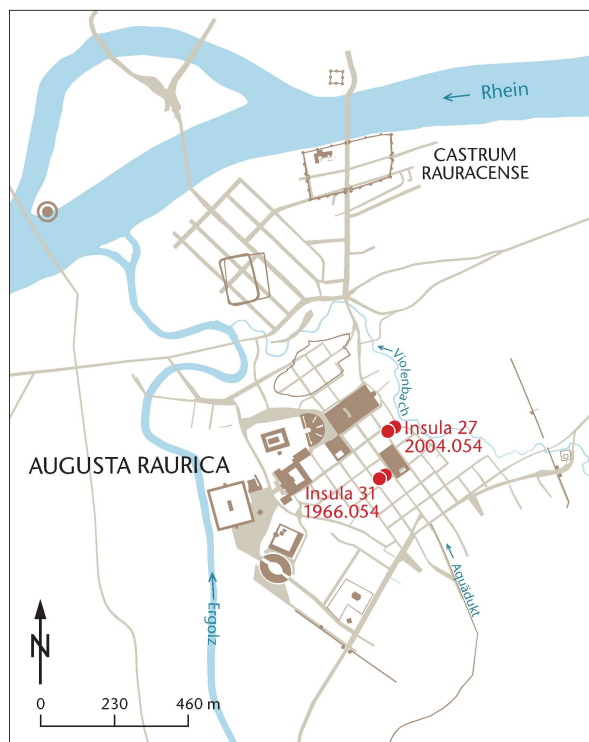 Rhein
CASTRUM
RAURACENSE
Violenbach
Insula 27
2004.054
AUGUSTA RAURICA
Insula 31
1966.054
Aquädukt
Ergolz
N
0 230 460 m